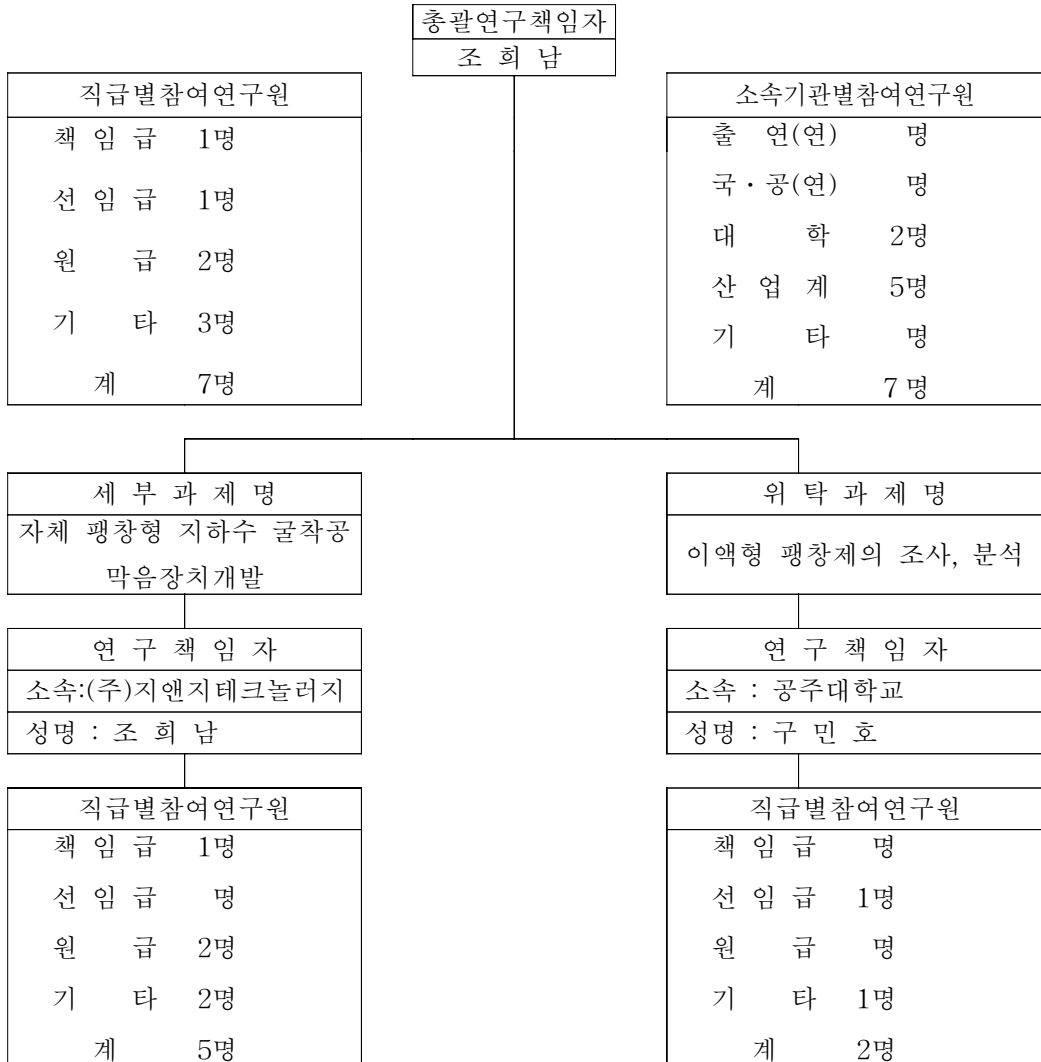 총괄연구책임자
조 희 남
직급별참여연구원
책 임 급 1명
선 임 급 1명
원 급 2명
기 타 3명
계 7명
소속기관별참여연구원
출 연(연) 명
국·공(연) 명
대 학 2명
산 업 계 5명
기 타 명
계 7 명
세 부 과 제 명
자체 팽창형 지하수 굴착공
막음장치개발
연 구 책 임 자
소속:(주)지앤지테크놀러지
성명 : 조 희 남
직급별참여연구원
책 임 급 1명
선 임 급 명
원 급 2명
기 타 2명
계 5명
위 탁 과 제 명
이액형 팽창제의 조사, 분석
연 구 책 임 자
소속 : 공주대학교
성명 : 구 민 호
직급별참여연구원
책 임 급 명
선 임 급 1명
원 급 명
기 타 1명
계 2명